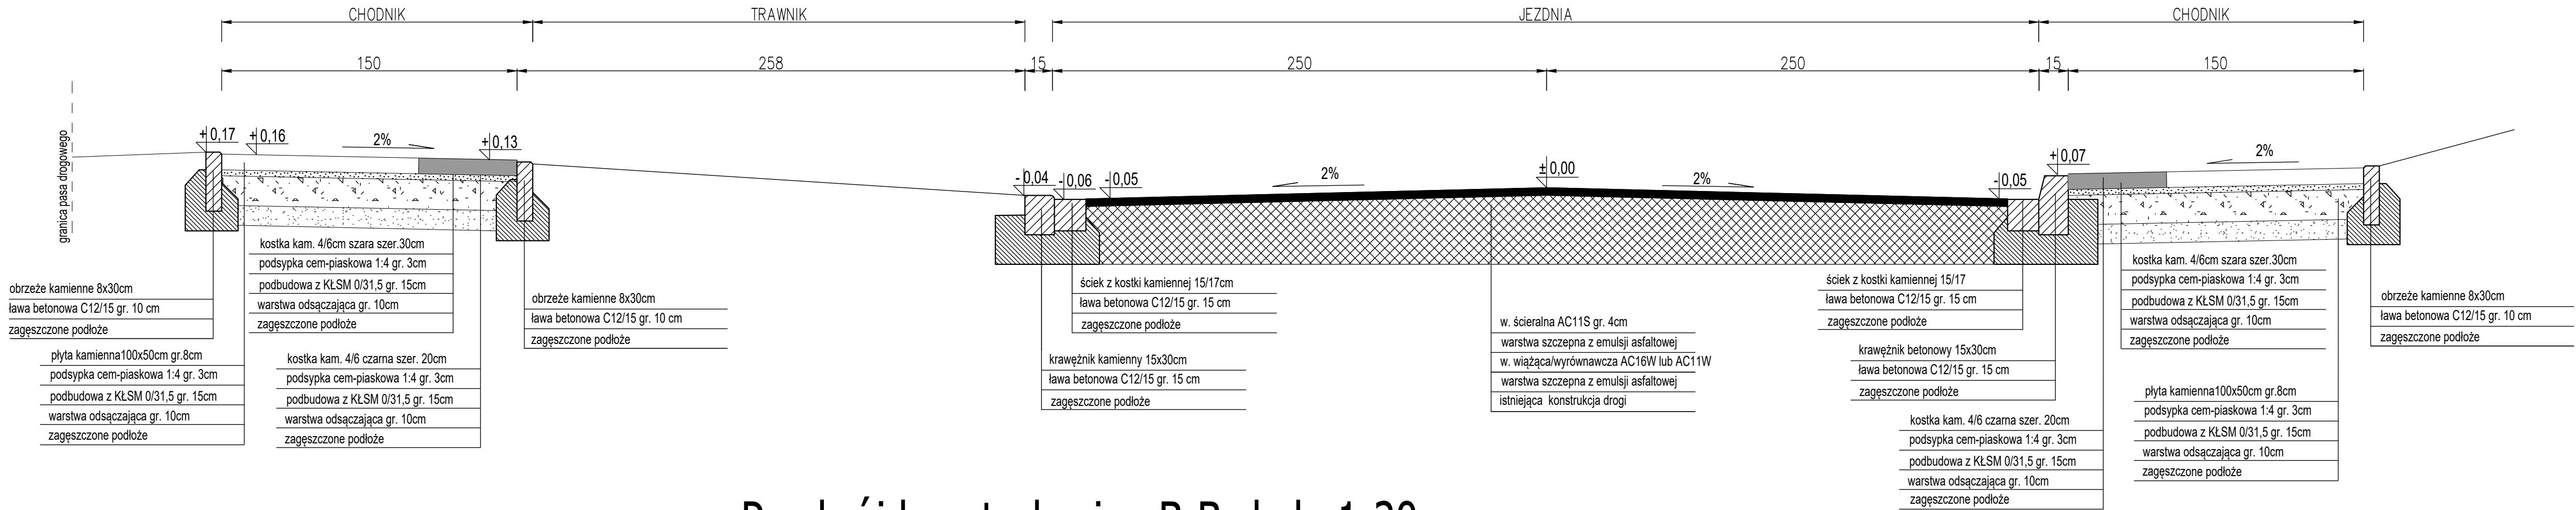 CHODNIK TRAWNIK JEZDNIA CHODNIK
150 258 15 250 250 15 150
granica pasa drogowego
+0,17 +0,16 2% +0,13
-0,04 -0,06 -0,05 2% ±0,00 2% -0,05 +0,07 2%
obrzeże kamienne 8x30cm
ława betonowa C12/15 gr. 10 cm
zagęszczone podłoże
płyta kamienna100x50cm gr.8cm
podsypka cem-piaskowa 1:4 gr. 3cm
podbudowa z KŁSM 0/31,5 gr. 15cm
warstwa odsączająca gr. 10cm
zagęszczone podłoże
kostka kam. 4/6cm szara szer.30cm
podsypka cem-piaskowa 1:4 gr. 3cm
podbudowa z KŁSM 0/31,5 gr. 15cm
warstwa odsączająca gr. 10cm
zagęszczone podłoże
kostka kam. 4/6 czarna szer. 20cm
podsypka cem-piaskowa 1:4 gr. 3cm
podbudowa z KŁSM 0/31,5 gr. 15cm
warstwa odsączająca gr. 10cm
zagęszczone podłoże
obrzeże kamienne 8x30cm
ława betonowa C12/15 gr. 10 cm
zagęszczone podłoże
ściek z kostki kamiennej 15/17cm
ława betonowa C12/15 gr. 15 cm
zagęszczone podłoże
krawężnik kamienny 15x30cm
ława betonowa C12/15 gr. 15 cm
zagęszczone podłoże
w. ścieralna AC11S gr. 4cm
warstwa szczepna z emulsji asfaltowej
w. wiążąca/wyrównawcza AC16W lub AC11W
warstwa szczepna z emulsji asfaltowej
istniejąca konstrukcja drogi
ściek z kostki kamiennej 15/17
ława betonowa C12/15 gr. 15 cm
zagęszczone podłoże
krawężnik betonowy 15x30cm
ława betonowa C12/15 gr. 15 cm
zagęszczone podłoże
kostka kam. 4/6 czarna szer. 20cm
podsypka cem-piaskowa 1:4 gr. 3cm
podbudowa z KŁSM 0/31,5 gr. 15cm
warstwa odsączająca gr. 10cm
zagęszczone podłoże
kostka kam. 4/6cm szara szer.30cm
podsypka cem-piaskowa 1:4 gr. 3cm
podbudowa z KŁSM 0/31,5 gr. 15cm
warstwa odsączająca gr. 10cm
zagęszczone podłoże
płyta kamienna100x50cm gr.8cm
podsypka cem-piaskowa 1:4 gr. 3cm
podbudowa z KŁSM 0/31,5 gr. 15cm
warstwa odsączająca gr. 10cm
zagęszczone podłoże
obrzeże kamienne 8x30cm
ława betonowa C12/15 gr. 10 cm
zagęszczone podłoże